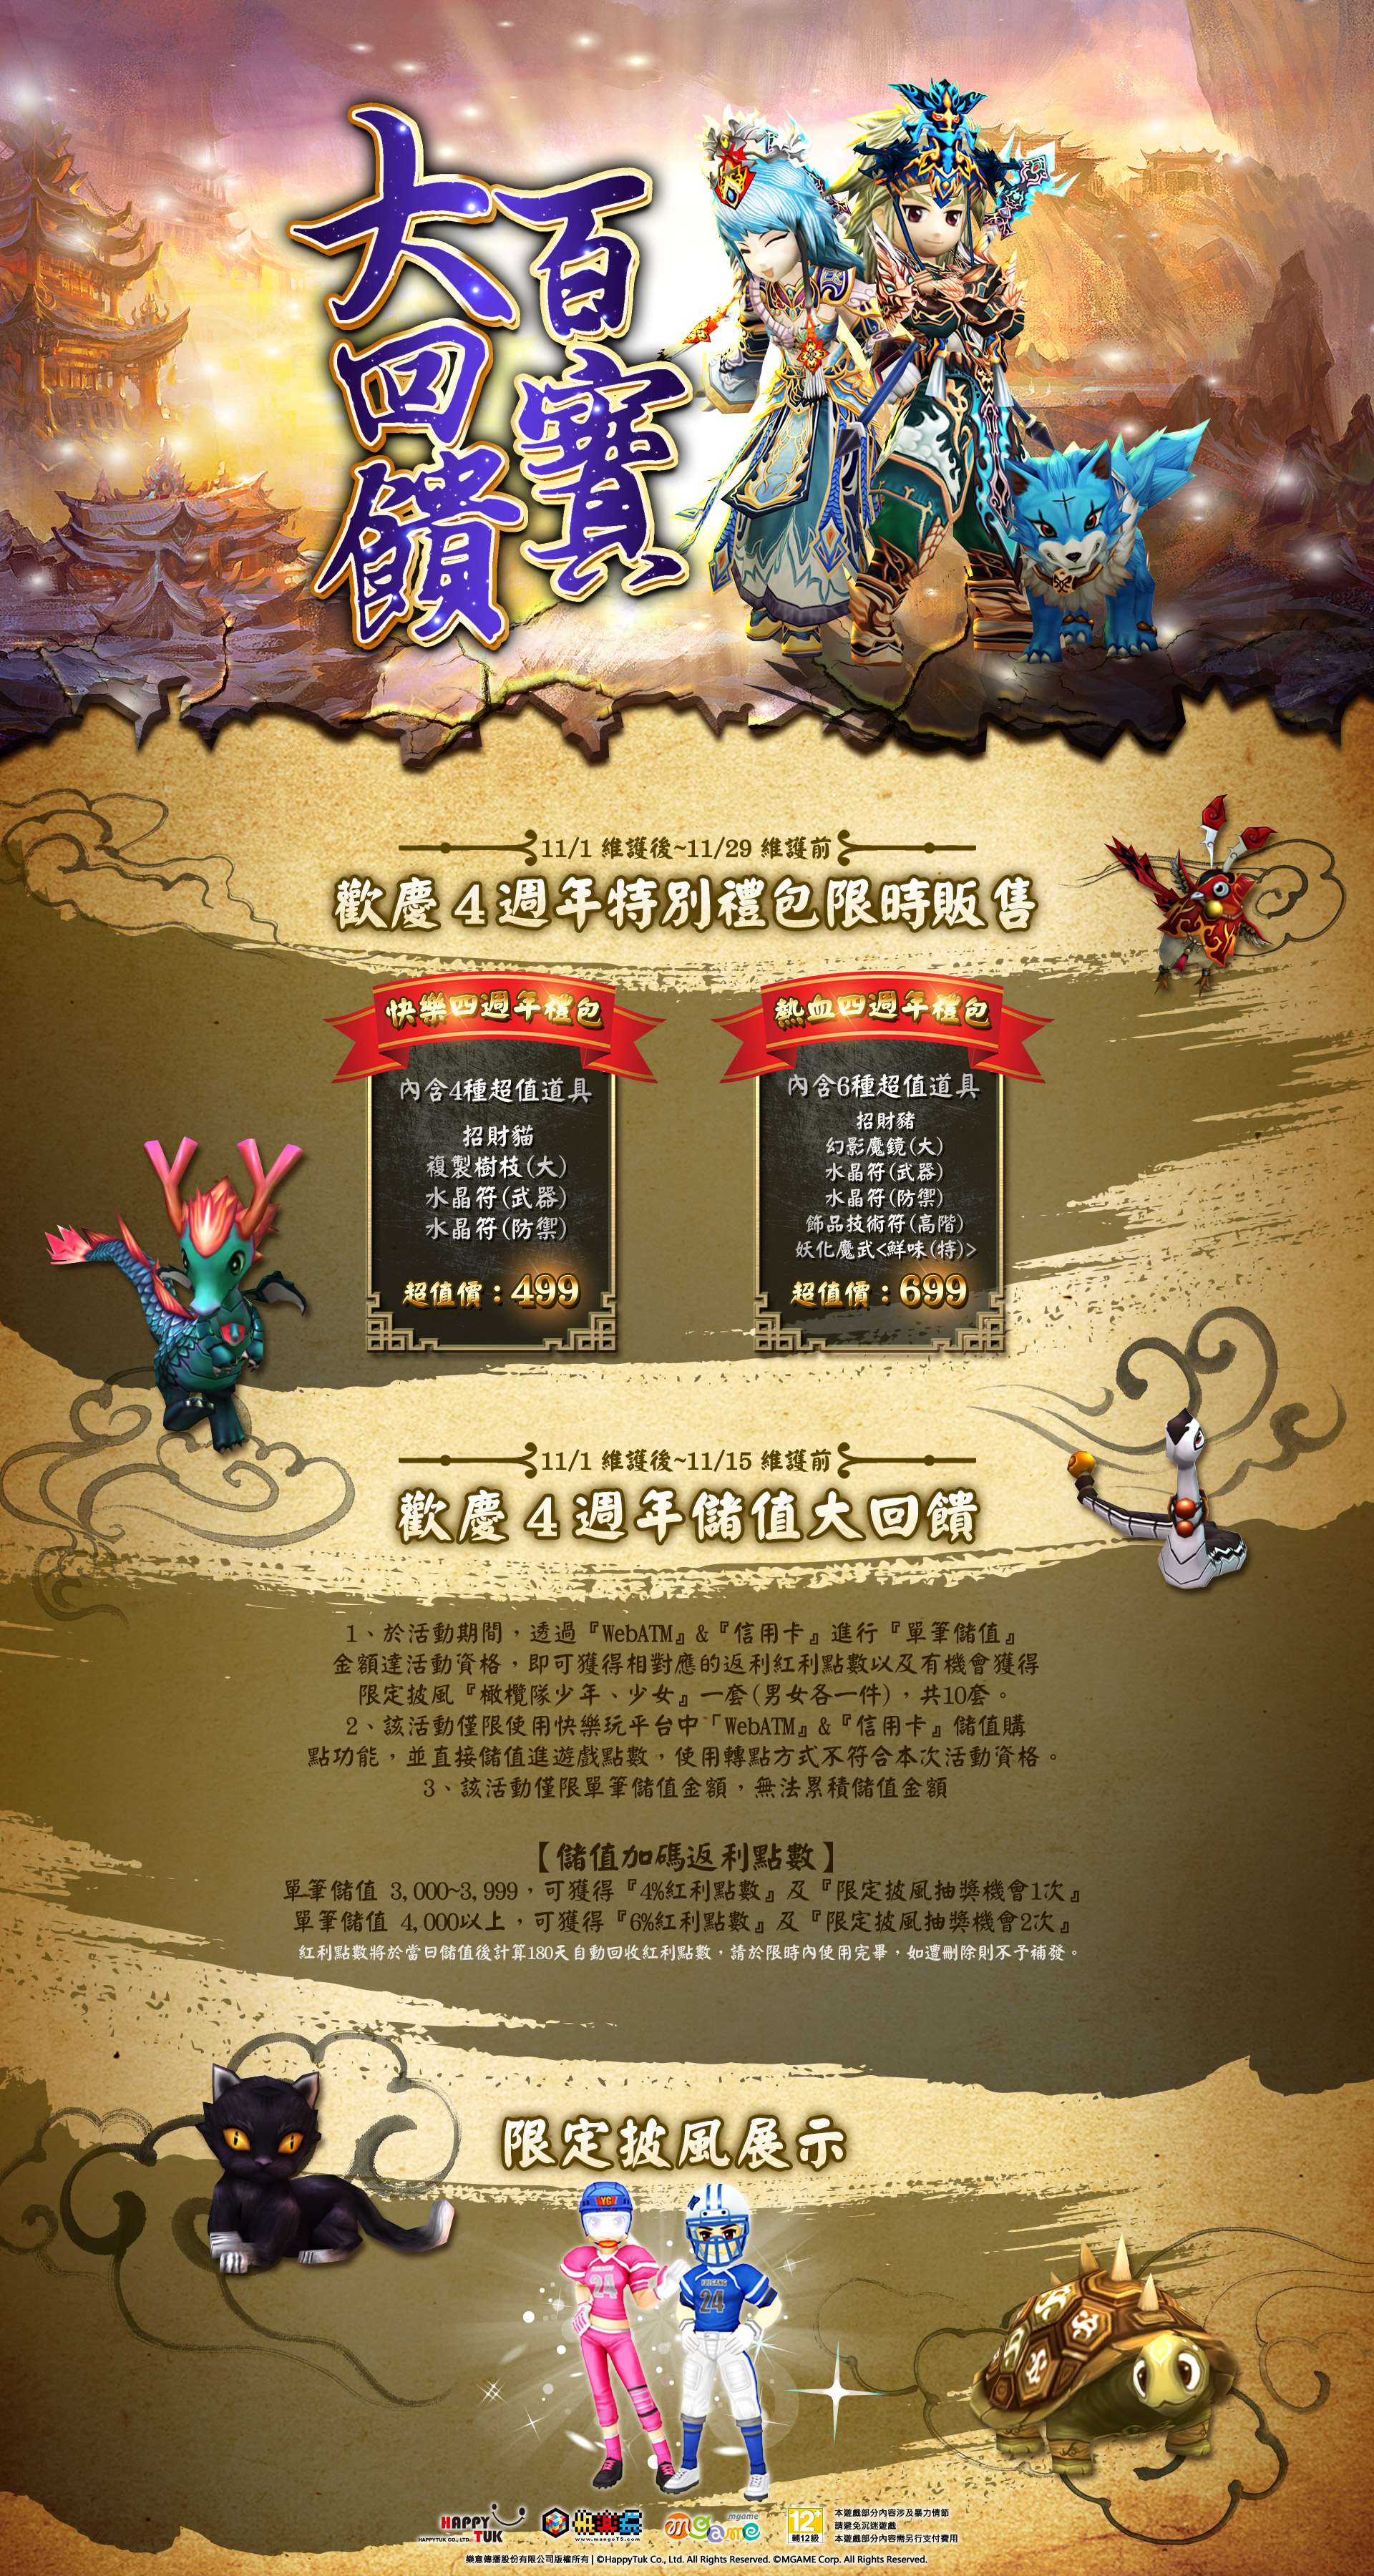 百寶
大回饋
11/1 維護後~11/29 維護前
歡慶4週年特別禮包限時販售
快樂四週年禮包
內含4種超值道具
招財貓
複製樹枝(大)
水晶符(武器)
水晶符(防禦)
超值價：499
熱血四週年禮包
內含6種超值道具
招財豬
幻影魔鏡(大)
水晶符(武器)
水晶符(防禦)
飾品技術符(高階)
妖化魔武<鮮味(特)>
超值價：699
11/1 維護後~11/15 維護前
歡慶4週年儲值大回饋
1、於活動期間，透過『WebATM』&『信用卡』進行『單筆儲值』
金額達活動資格，即可獲得相對應的返利紅利點數以及有機會獲得
限定披風『橄欖隊少年、少女』一套(男女各一件)，共10套。
2、該活動僅限使用快樂玩平台中「WebATM』&『信用卡』儲值購
點功能，並直接儲值進遊戲點數，使用轉點方式不符合本次活動資格。
3、該活動僅限單筆儲值金額，無法累積儲值金額
【儲值加碼返利點數】
單筆儲值 3,000~3,999，可獲得『4%紅利點數』及『限定披風抽獎機會1次』
單筆儲值 4,000以上，可獲得『6%紅利點數』及『限定披風抽獎機會2次』
紅利點數將於當日儲值後計算180天自動回收紅利點數，請於限時內使用完畢，如遭刪除則不予補發。
限定披風展示
24
24
HAPPY
TUK
HAPPYTUK CO., LTD.
www.mangot5.com
mgame
mgame
12+
輔12級
本遊戲部分內容涉及暴力情節
請避免沉迷遊戲
本遊戲部分內容需另行支付費用
樂意傳播股份有限公司版權所有 | ©HappyTuk Co., Ltd. All Rights Reserved. ©MGAME Corp. All Rights Reserved.